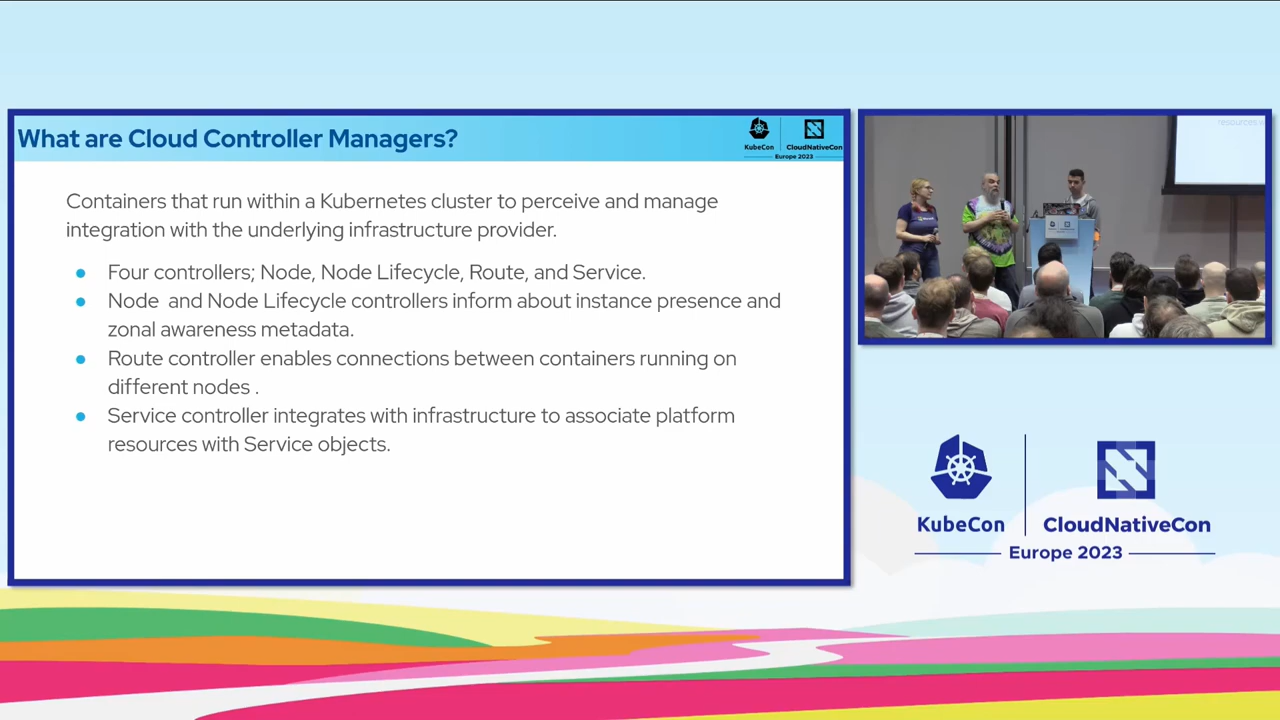 What are Cloud Controller Managers?
KubeCon
CloudNativeCon
Europe 2023
Containers that run within a Kubernetes cluster to perceive and manage
integration with the underlying infrastructure provider.
Four controllers; Node, Node Lifecycle, Route, and Service.
Node and Node Lifecycle controllers inform about instance presence and
zonal awareness metadata.
Route controller enables connections between containers running on
different nodes .
Service controller integrates with infrastructure to associate platform
resources with Service objects.
resources w
KubeCon
CloudNativeCon
Europe 2023